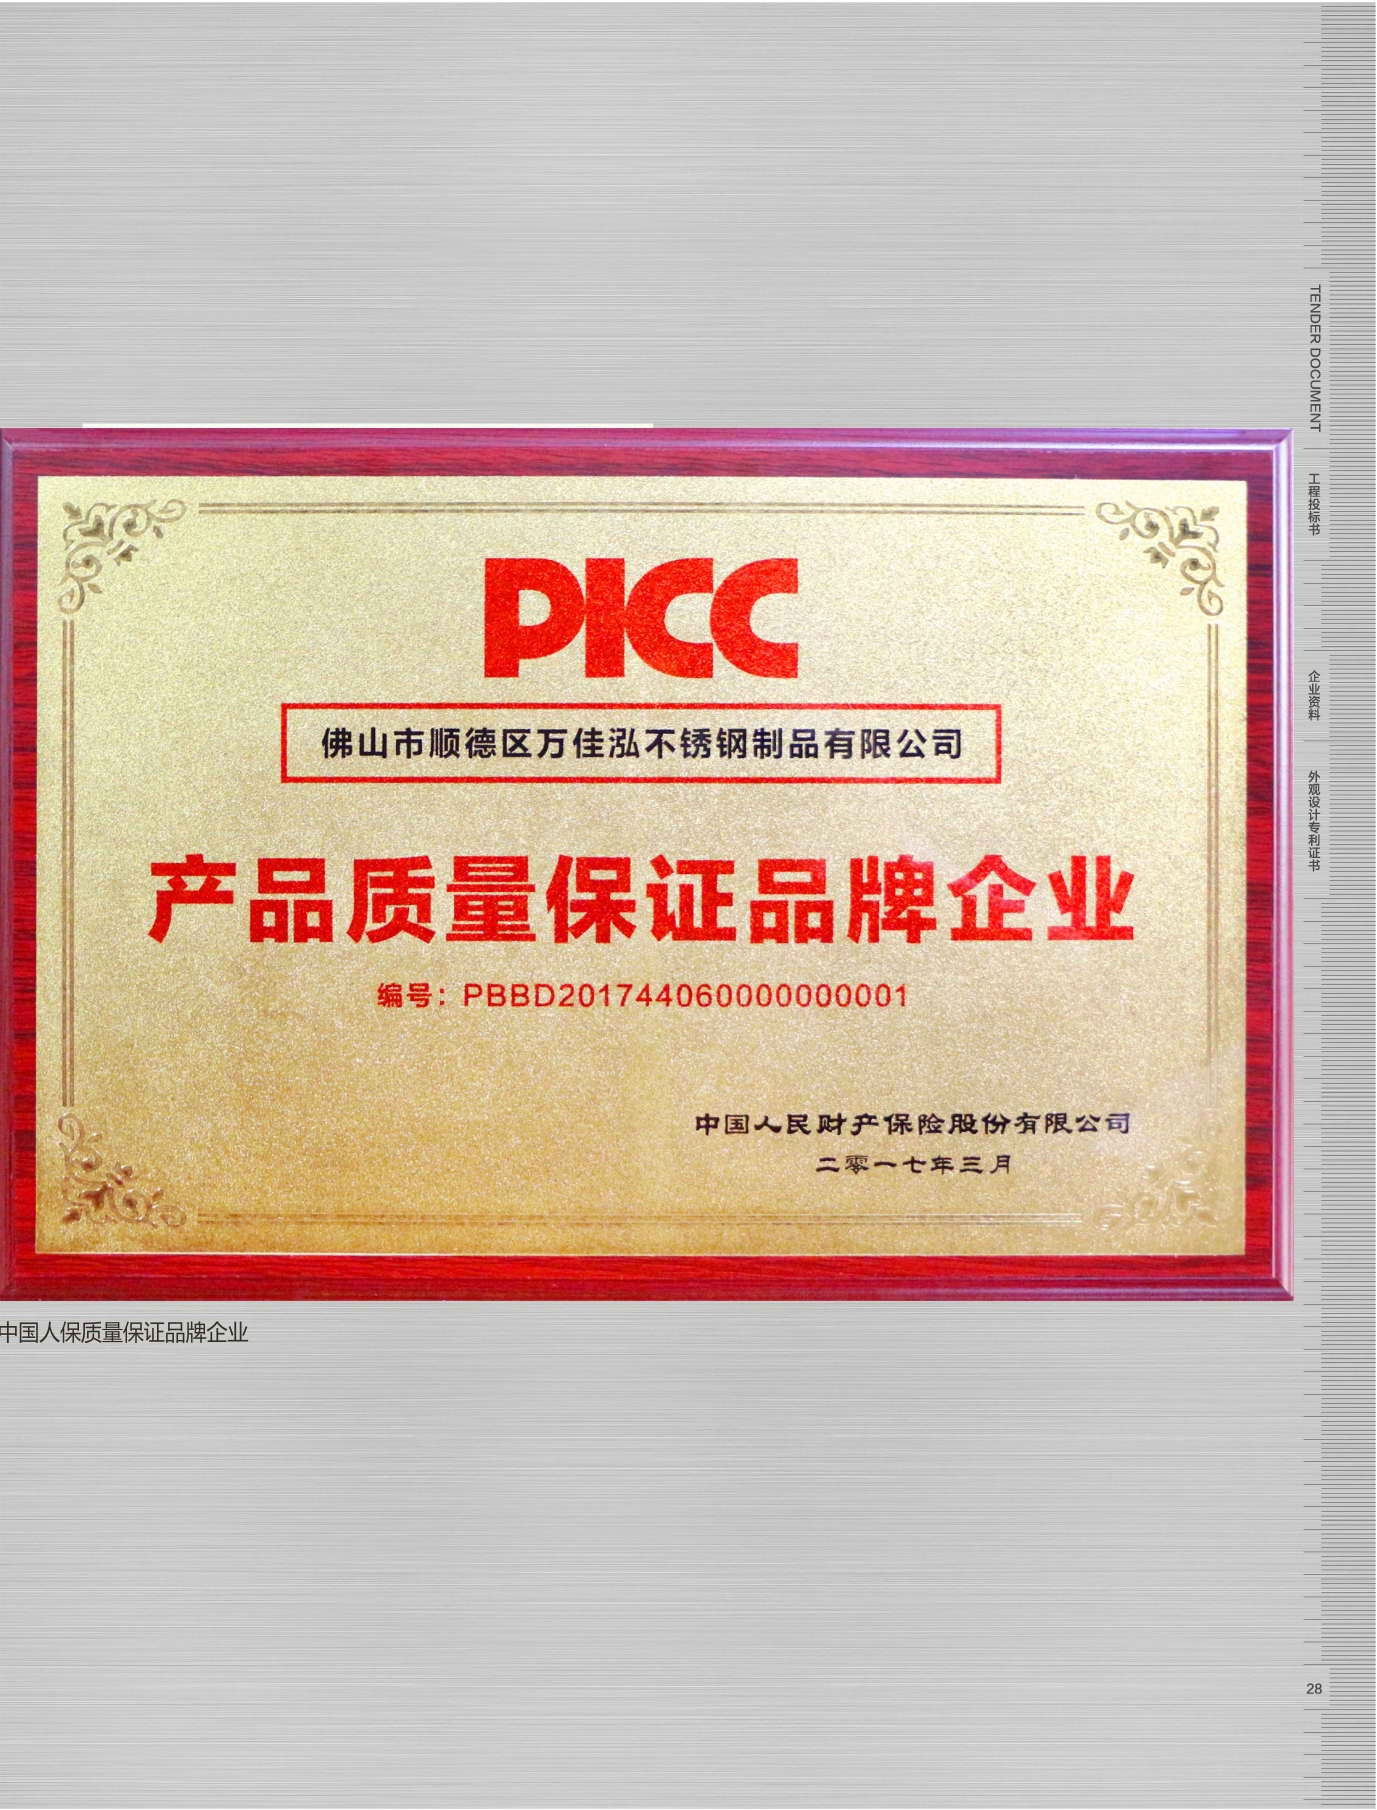 PICC
佛山市顺德区万佳泓不锈钢制品有限公司
产品质量保证品牌企业
编号：PBBD201744060000000001
中国人民财产保险股份有限公司
二零一七年三月
中国人保质量保证品牌企业
TENDER DOCUMENT
工程投标书
企业资料
外观设计专利证书
28